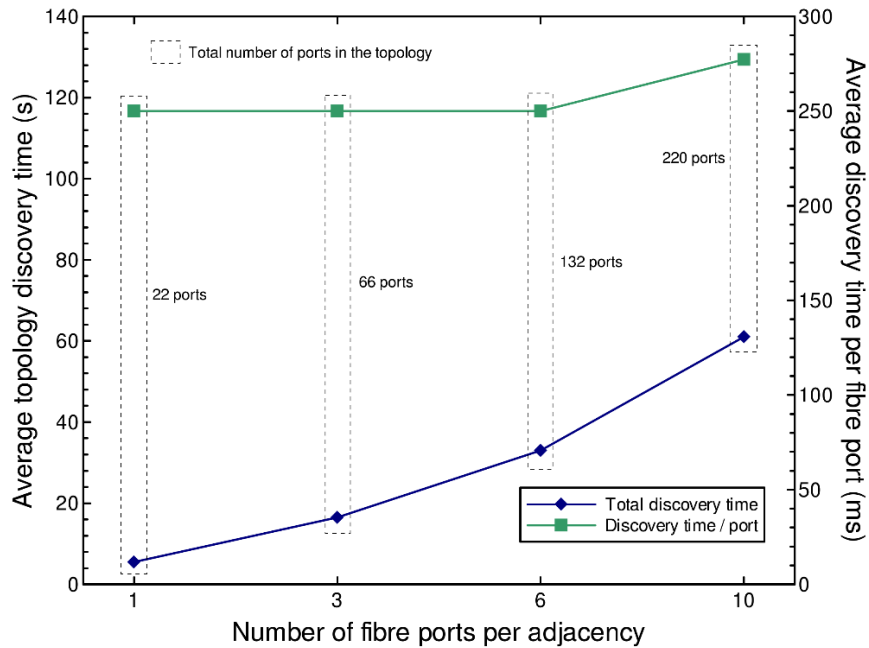 140
120
100
80
60
40
20
0
Average topology discovery time (s)
Total number of ports in the topology
22 ports
66 ports
132 ports
220 ports
Total discovery time
Discovery time / port
300
250
200
150
100
50
0
Average discovery time per fibre port (ms)
1
3
6
10
Number of fibre ports per adjacency